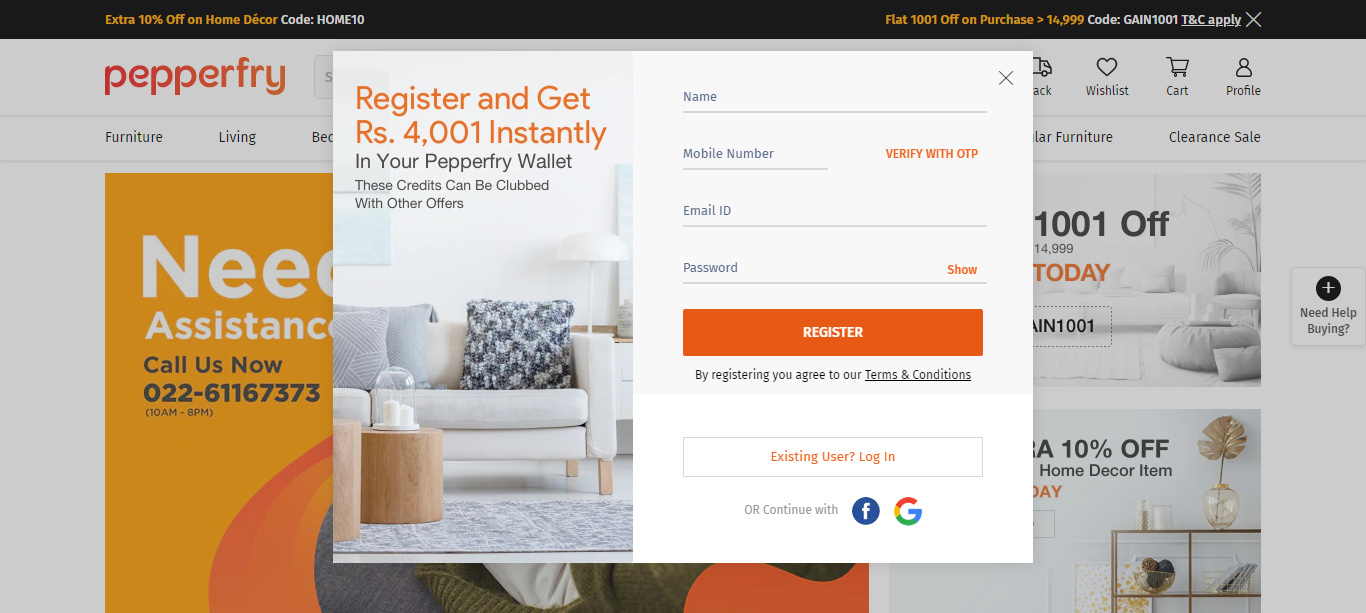 Extra 10% Off on Home Décor Code: HOME10
Flat 1001 Off on Purchase > 14,999 Code: GAIN1001 T&C apply
pepperfry
Wishlist
Cart
Profile
Furniture
Living
Clearance Sale
Furniture
Register and Get
Rs. 4,001 Instantly
In Your Pepperfry Wallet
These Credits Can Be Clubbed
With Other Offers
Name
Mobile Number
VERIFY WITH OTP
Email ID
Password
Show
REGISTER
By registering you agree to our Terms & Conditions
Existing User? Log In
OR Continue with
Need
Assistance
Call Us Now
022-61167373
(10AM - 8PM)
1001 Off
14,999
TODAY
AIN1001
10% OFF
Home Decor Item
Need Help
Buying?